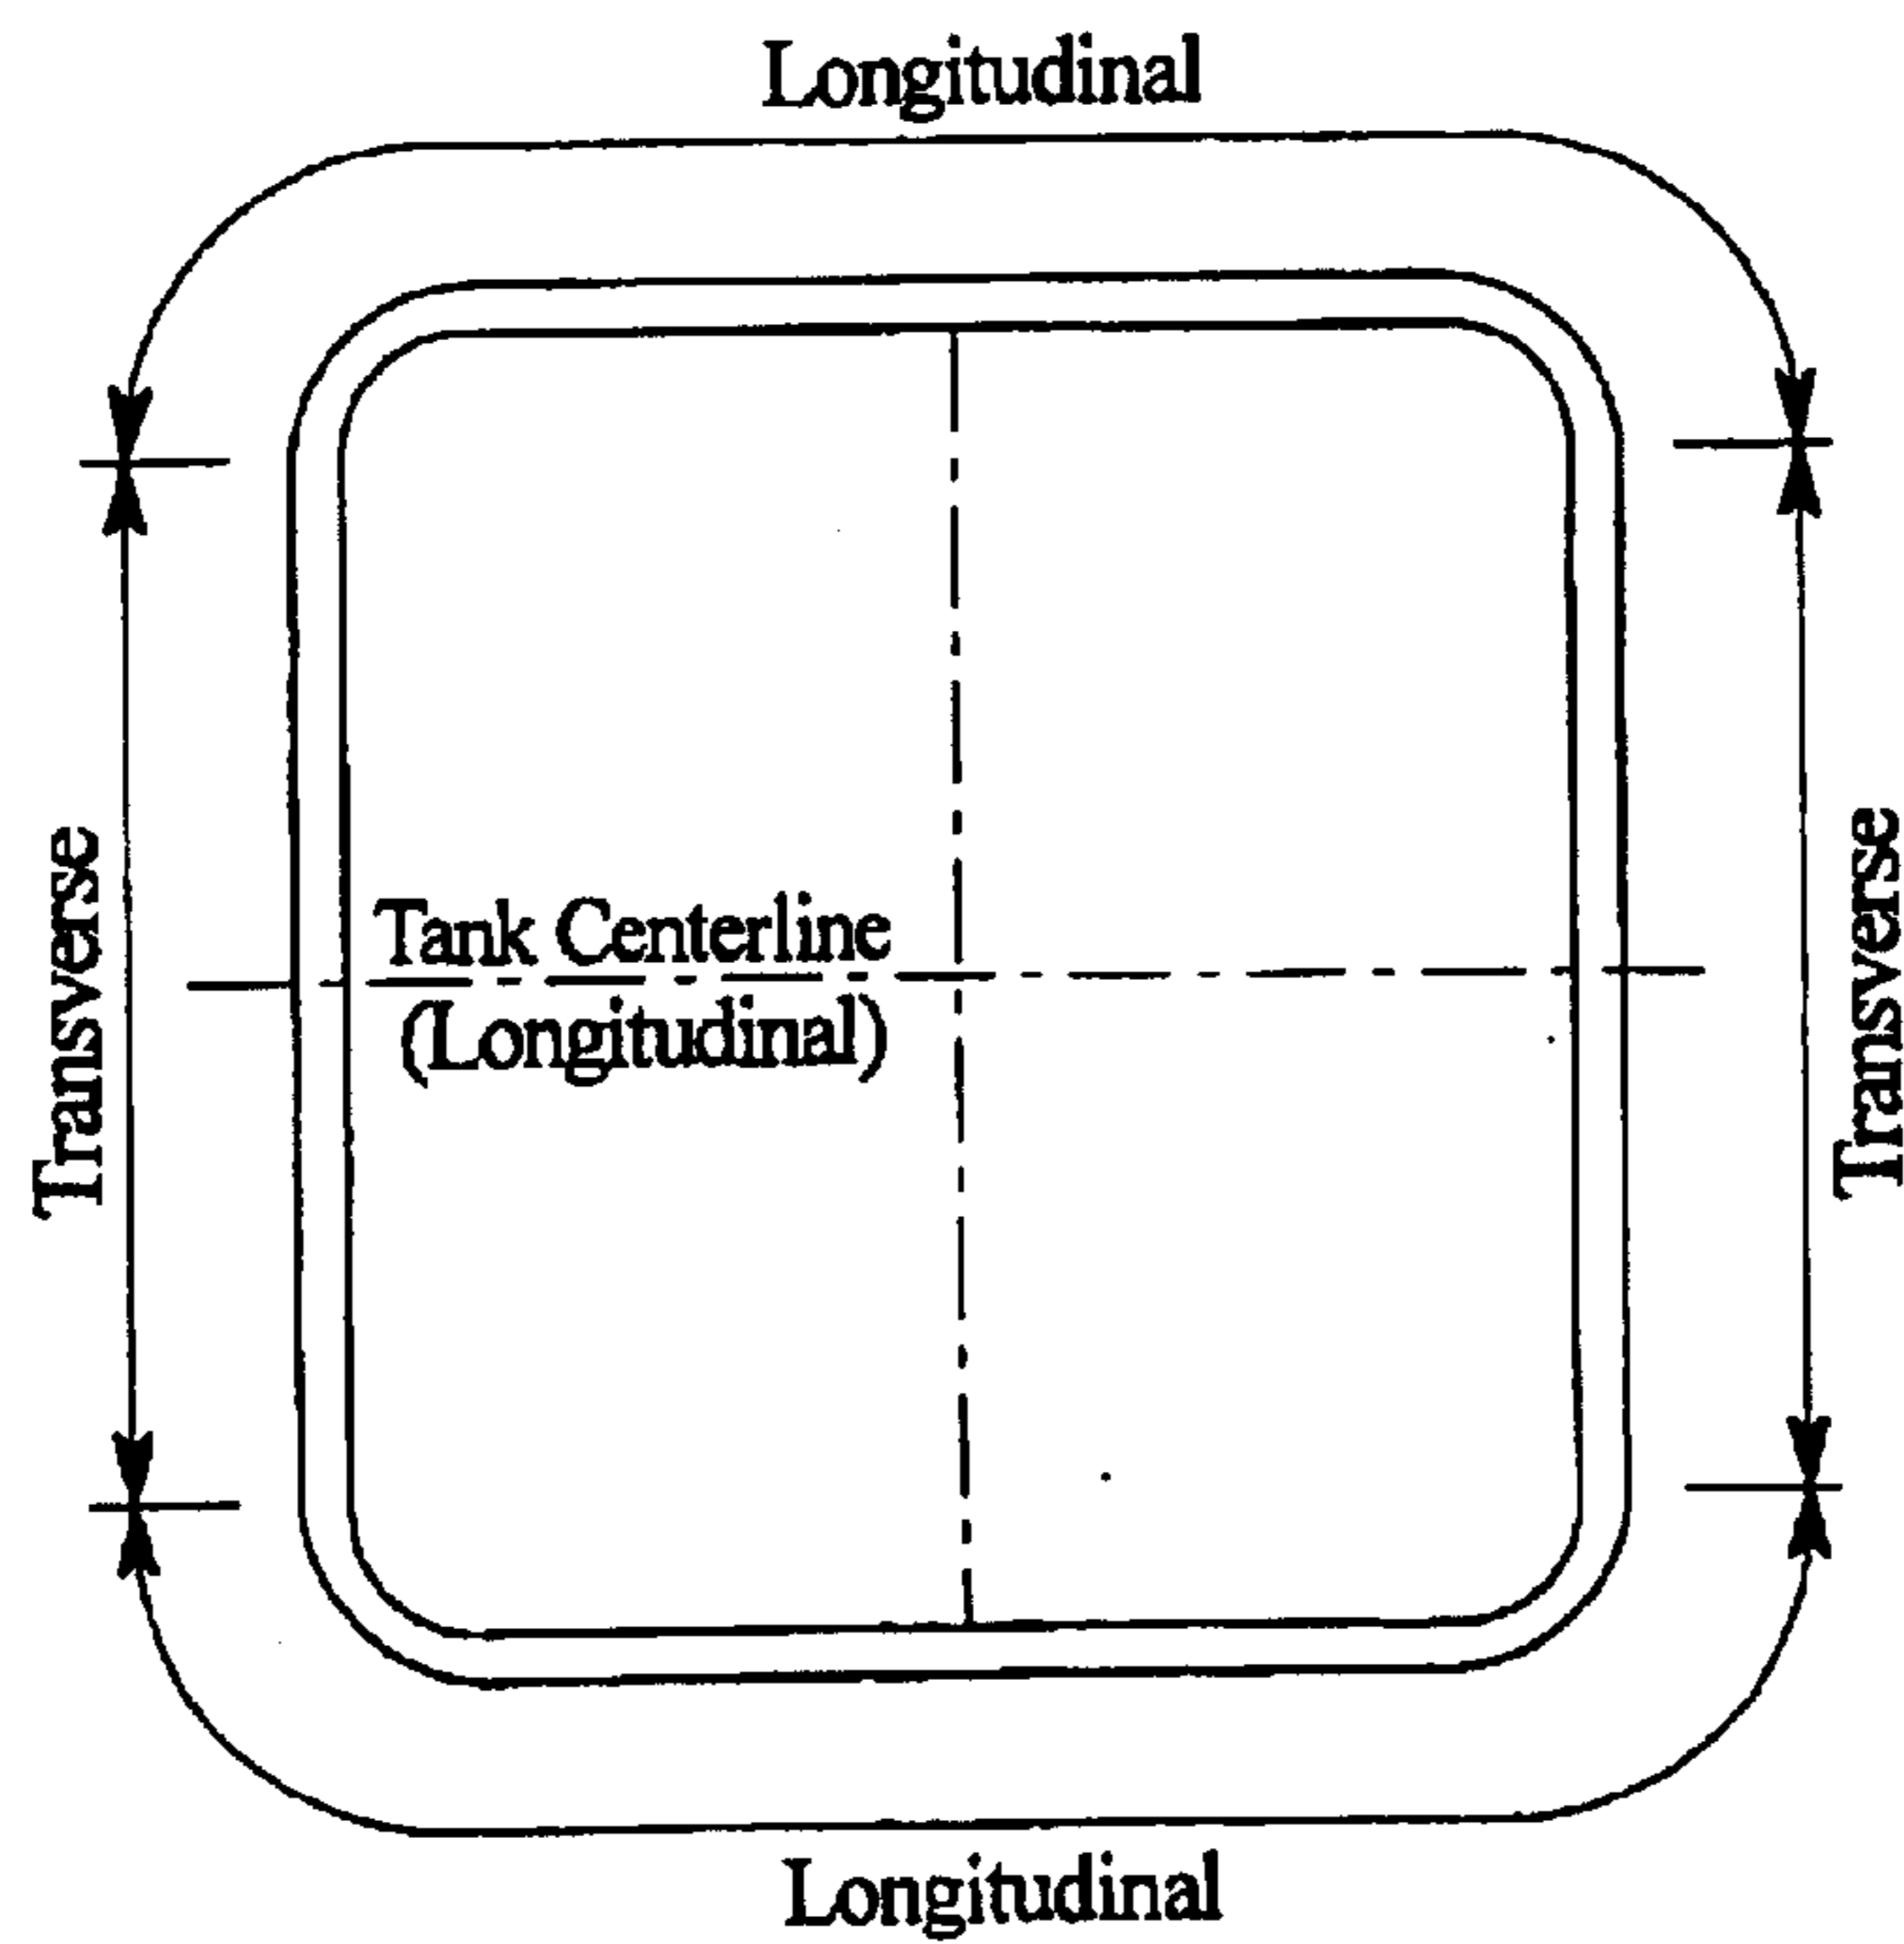 Longitudinal
Transverse
Tank Centerline
(Longitudinal)
Transverse
Longitudinal